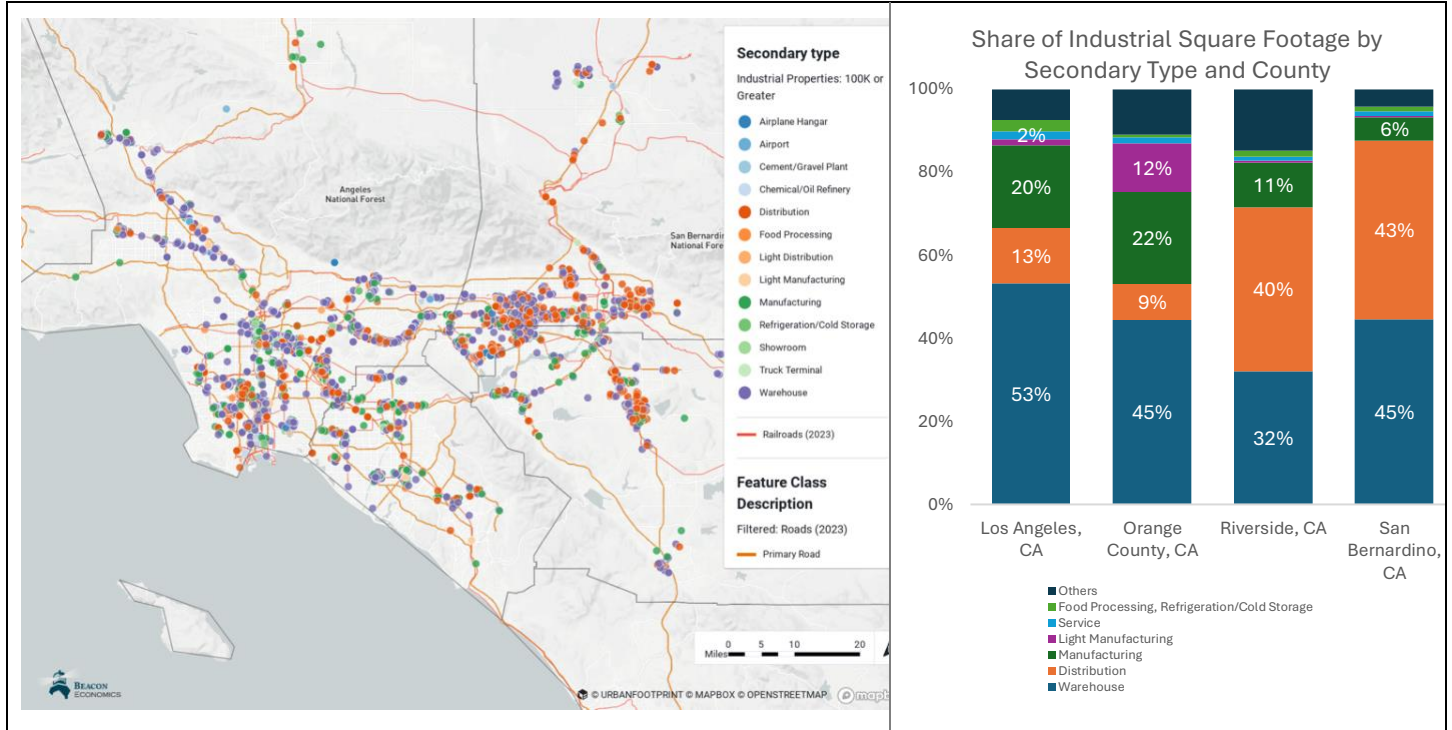 Secondary type
Industrial Properties: 100K or
Greater
Airplane Hangar
Airport
Cement/Gravel Plant
Chemical/Oil Refinery
Distribution
Food Processing
Light Distribution
Light Manufacturing
Manufacturing
Refrigeration/Cold Storage
Showroom
Truck Terminal
Warehouse
Railroads (2023)
Feature Class
Description
Filtered: Roads (2023)
Primary Road
Angeles
National Forest
San Bernardin
National Fore
Miles
0 5 10 20
BEACON
ECONOMICS
© URBANFOOTPRINT © MAPBOX © OPENSTREETMAP
mapb
Share of Industrial Square Footage by
Secondary Type and County
100%
80%
60%
40%
20%
0%
2%
20%
13%
53%
12%
22%
9%
45%
11%
40%
32%
6%
43%
45%
Los Angeles,
CA
Orange
County, CA
Riverside, CA
San
Bernardino,
CA
Others
Food Processing, Refrigeration/Cold Storage
Service
Light Manufacturing
Manufacturing
Distribution
Warehouse